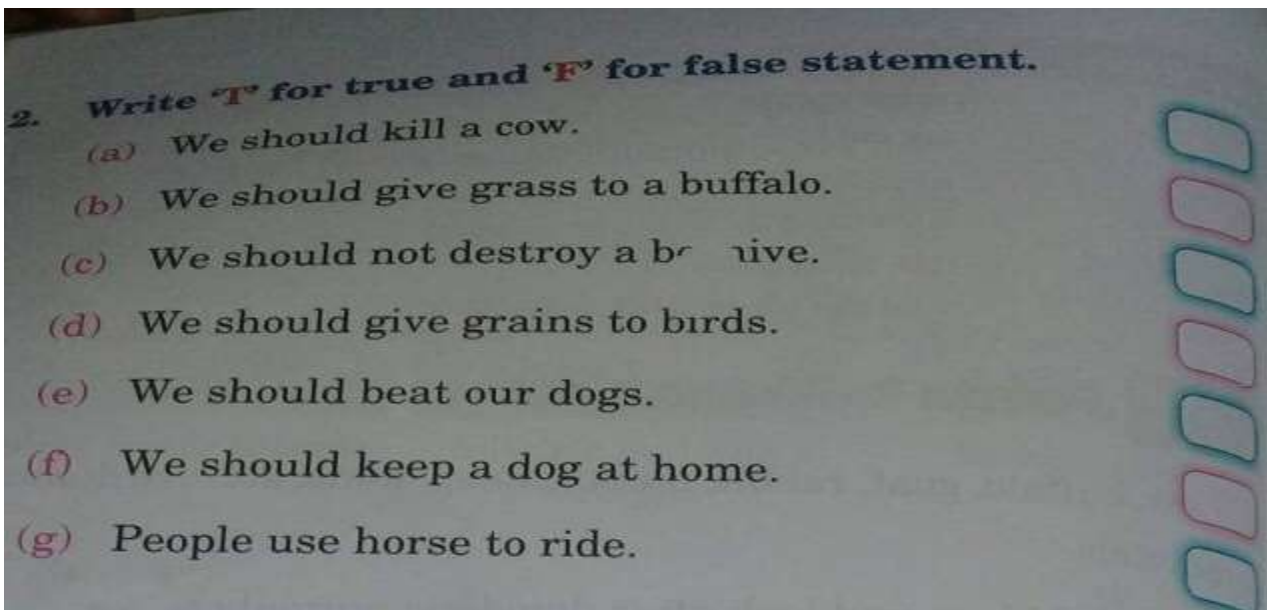 2. Write 'T' for true and 'F' for false statement.
(a) We should kill a cow.
(b) We should give grass to a buffalo.
(c) We should not destroy a
(d) We should give grains to birds.
(e) We should beat our dogs.
(f) We should keep a dog at home.
(g) People use horse to ride.